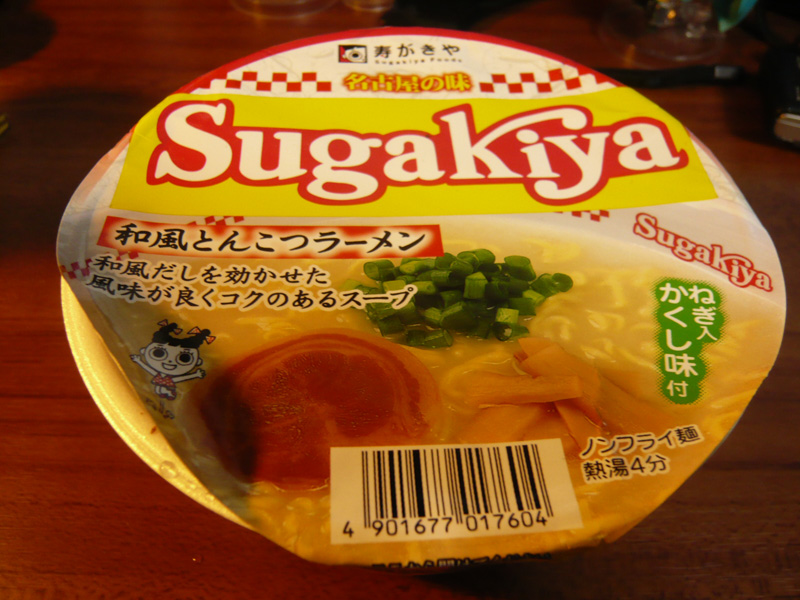 寿がきや
Sugakiya Foods
名古屋の味
Sugakiya
和風とんこつラーメン
和風だしを効かせた
風味が良くコクのあるスープ
Sugakiya
ねぎ入
かくし味付
ノンフライ麺
熱湯4分
4 901677 017604